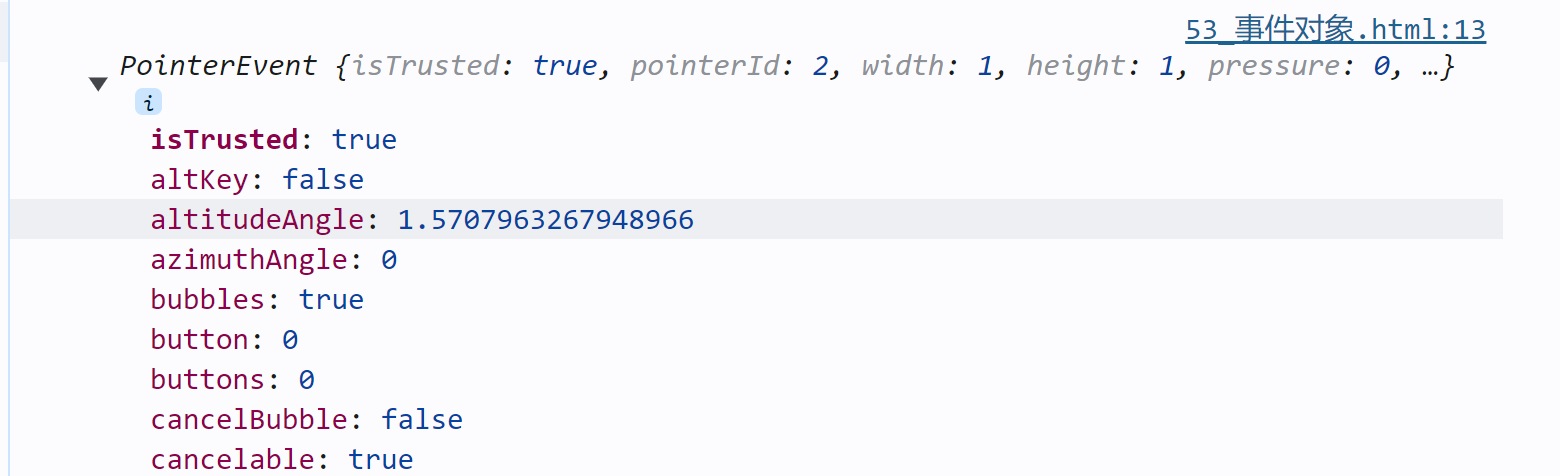 53_事件对象.html:13
PointerEvent {isTrusted: true, pointerId: 2, width: 1, height: 1, pressure: 0, …}
i
isTrusted: true
altKey: false
altitudeAngle: 1.5707963267948966
azimuthAngle: 0
bubbles: true
button: 0
buttons: 0
cancelBubble: false
cancelable: true